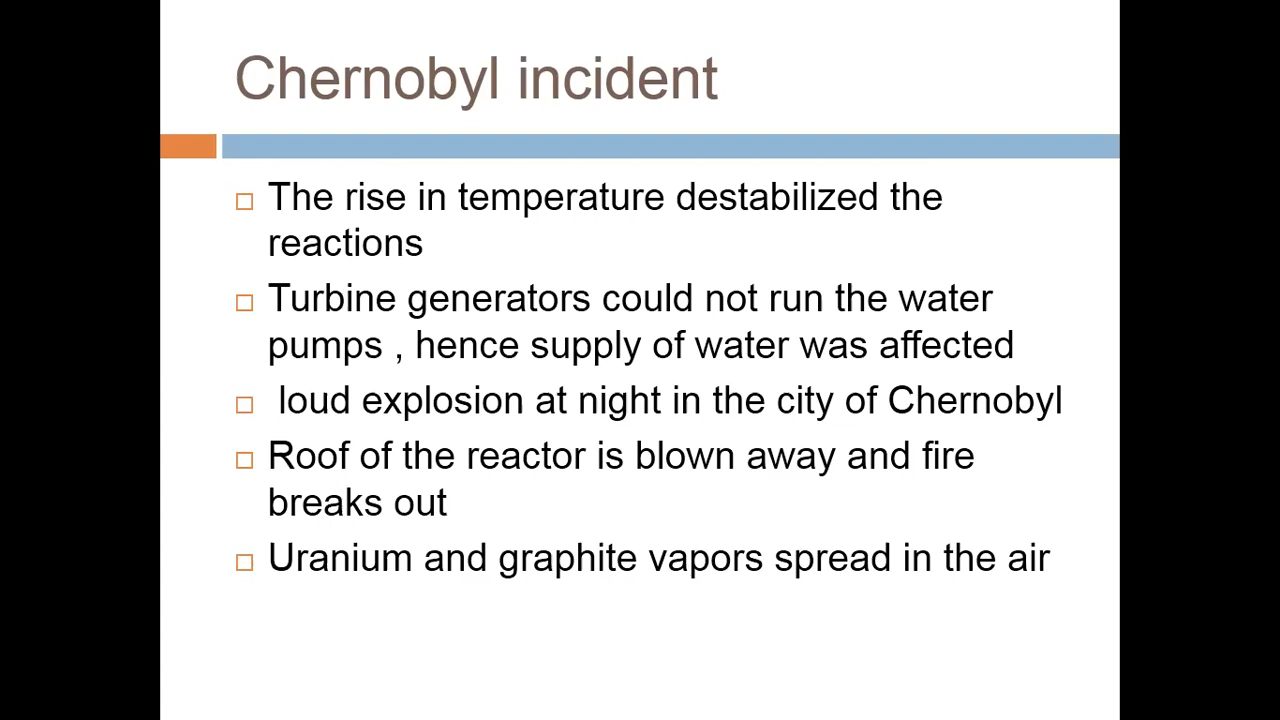 Chernobyl incident
The rise in temperature destabilized the
reactions
Turbine generators could not run the water
pumps , hence supply of water was affected
loud explosion at night in the city of Chernobyl
Roof of the reactor is blown away and fire
breaks out
Uranium and graphite vapors spread in the air